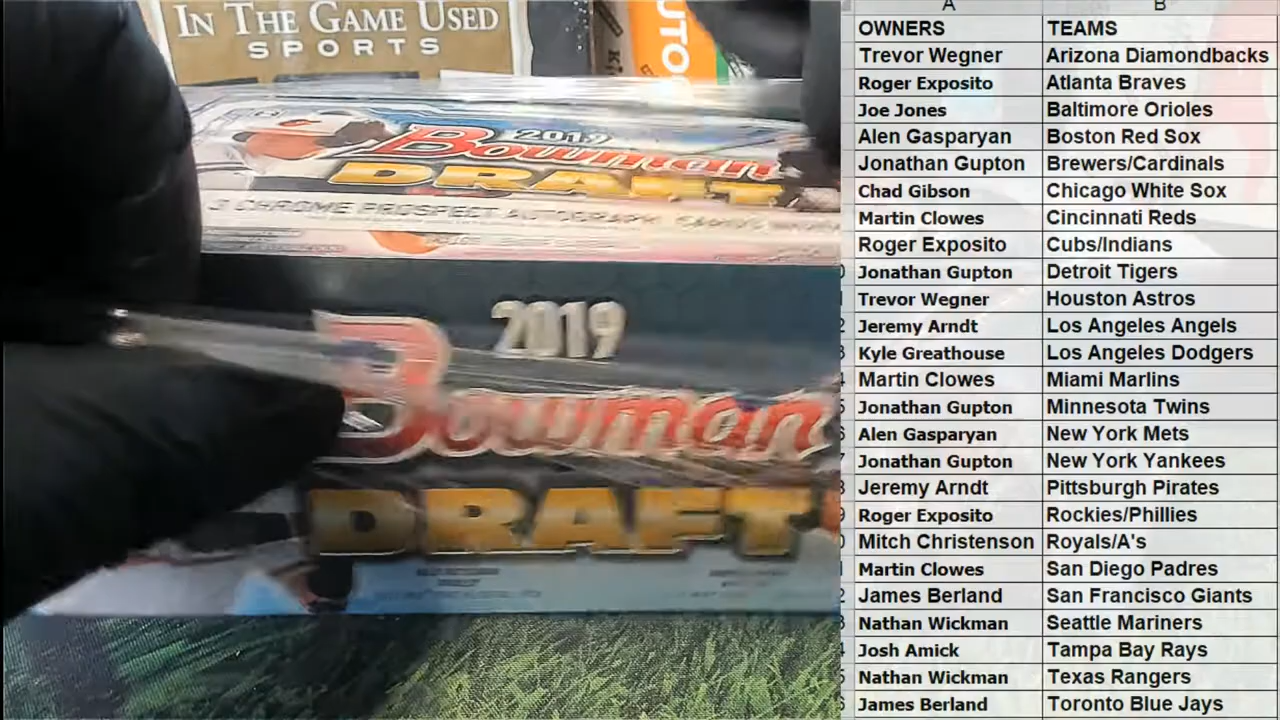 IN THE GAME USED
SPORTS
AUTO
2019
Bowman
DRAFT
3 CHROME PROSPECT AUTOGRAPH
2019
Bowman
DRAFT
A B
OWNERS TEAMS
Trevor Wegner Arizona Diamondbacks
Roger Exposito Atlanta Braves
Joe Jones Baltimore Orioles
Alen Gasparyan Boston Red Sox
Jonathan Gupton Brewers/Cardinals
Chad Gibson Chicago White Sox
Martin Clowes Cincinnati Reds
Roger Exposito Cubs/Indians
Jonathan Gupton Detroit Tigers
Trevor Wegner Houston Astros
Jeremy Arndt Los Angeles Angels
Kyle Greathouse Los Angeles Dodgers
Martin Clowes Miami Marlins
Jonathan Gupton Minnesota Twins
Alen Gasparyan New York Mets
Jonathan Gupton New York Yankees
Jeremy Arndt Pittsburgh Pirates
Roger Exposito Rockies/Phillies
Mitch Christenson Royals/A's
Martin Clowes San Diego Padres
James Berland San Francisco Giants
Nathan Wickman Seattle Mariners
Josh Amick Tampa Bay Rays
Nathan Wickman Texas Rangers
James Berland Toronto Blue Jays